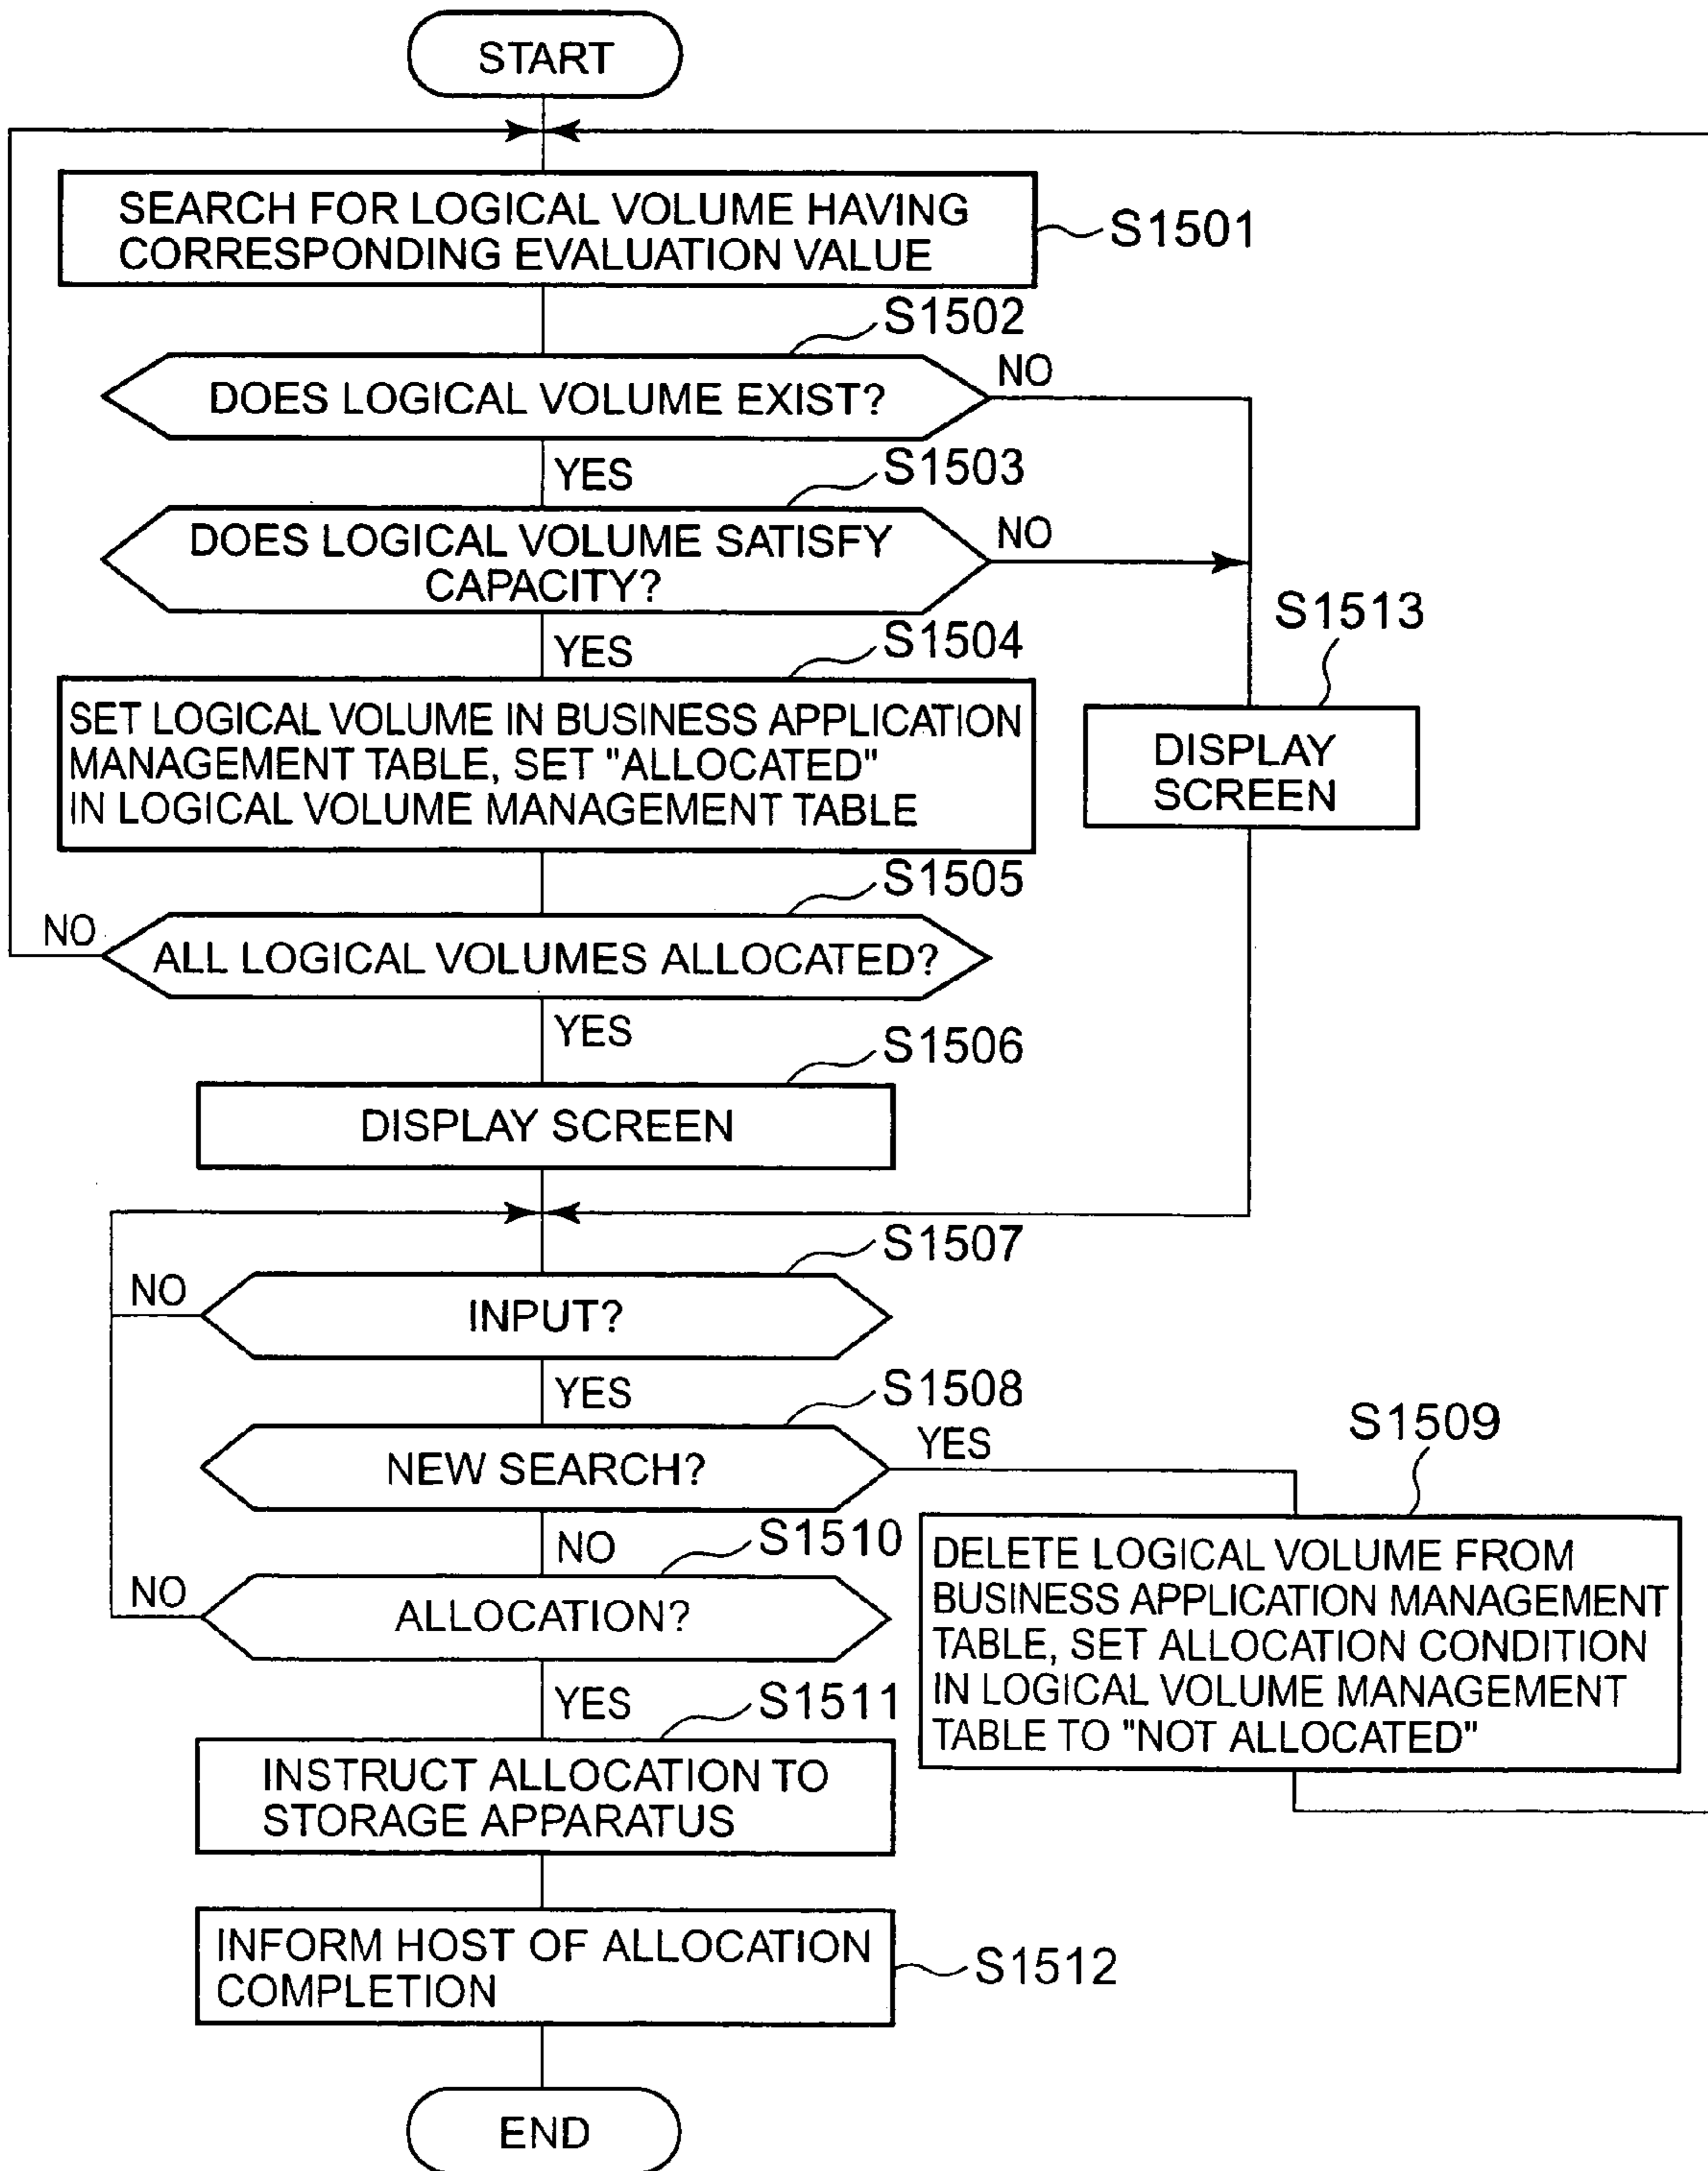 START
SEARCH FOR LOGICAL VOLUME HAVING
CORRESPONDING EVALUATION VALUE
S1501
S1502
DOES LOGICAL VOLUME EXIST?
NO
YES
S1503
DOES LOGICAL VOLUME SATISFY
CAPACITY?
NO
YES
S1504
SET LOGICAL VOLUME IN BUSINESS APPLICATION
MANAGEMENT TABLE, SET "ALLOCATED"
IN LOGICAL VOLUME MANAGEMENT TABLE
S1513
DISPLAY
SCREEN
S1505
NO
ALL LOGICAL VOLUMES ALLOCATED?
YES
S1506
DISPLAY SCREEN
S1507
NO
INPUT?
YES
S1508
NEW SEARCH?
YES
S1509
DELETE LOGICAL VOLUME FROM
BUSINESS APPLICATION MANAGEMENT
TABLE, SET ALLOCATION CONDITION
IN LOGICAL VOLUME MANAGEMENT
TABLE TO "NOT ALLOCATED"
NO
S1510
NO
ALLOCATION?
YES
S1511
INSTRUCT ALLOCATION TO
STORAGE APPARATUS
INFORM HOST OF ALLOCATION
COMPLETION
S1512
END